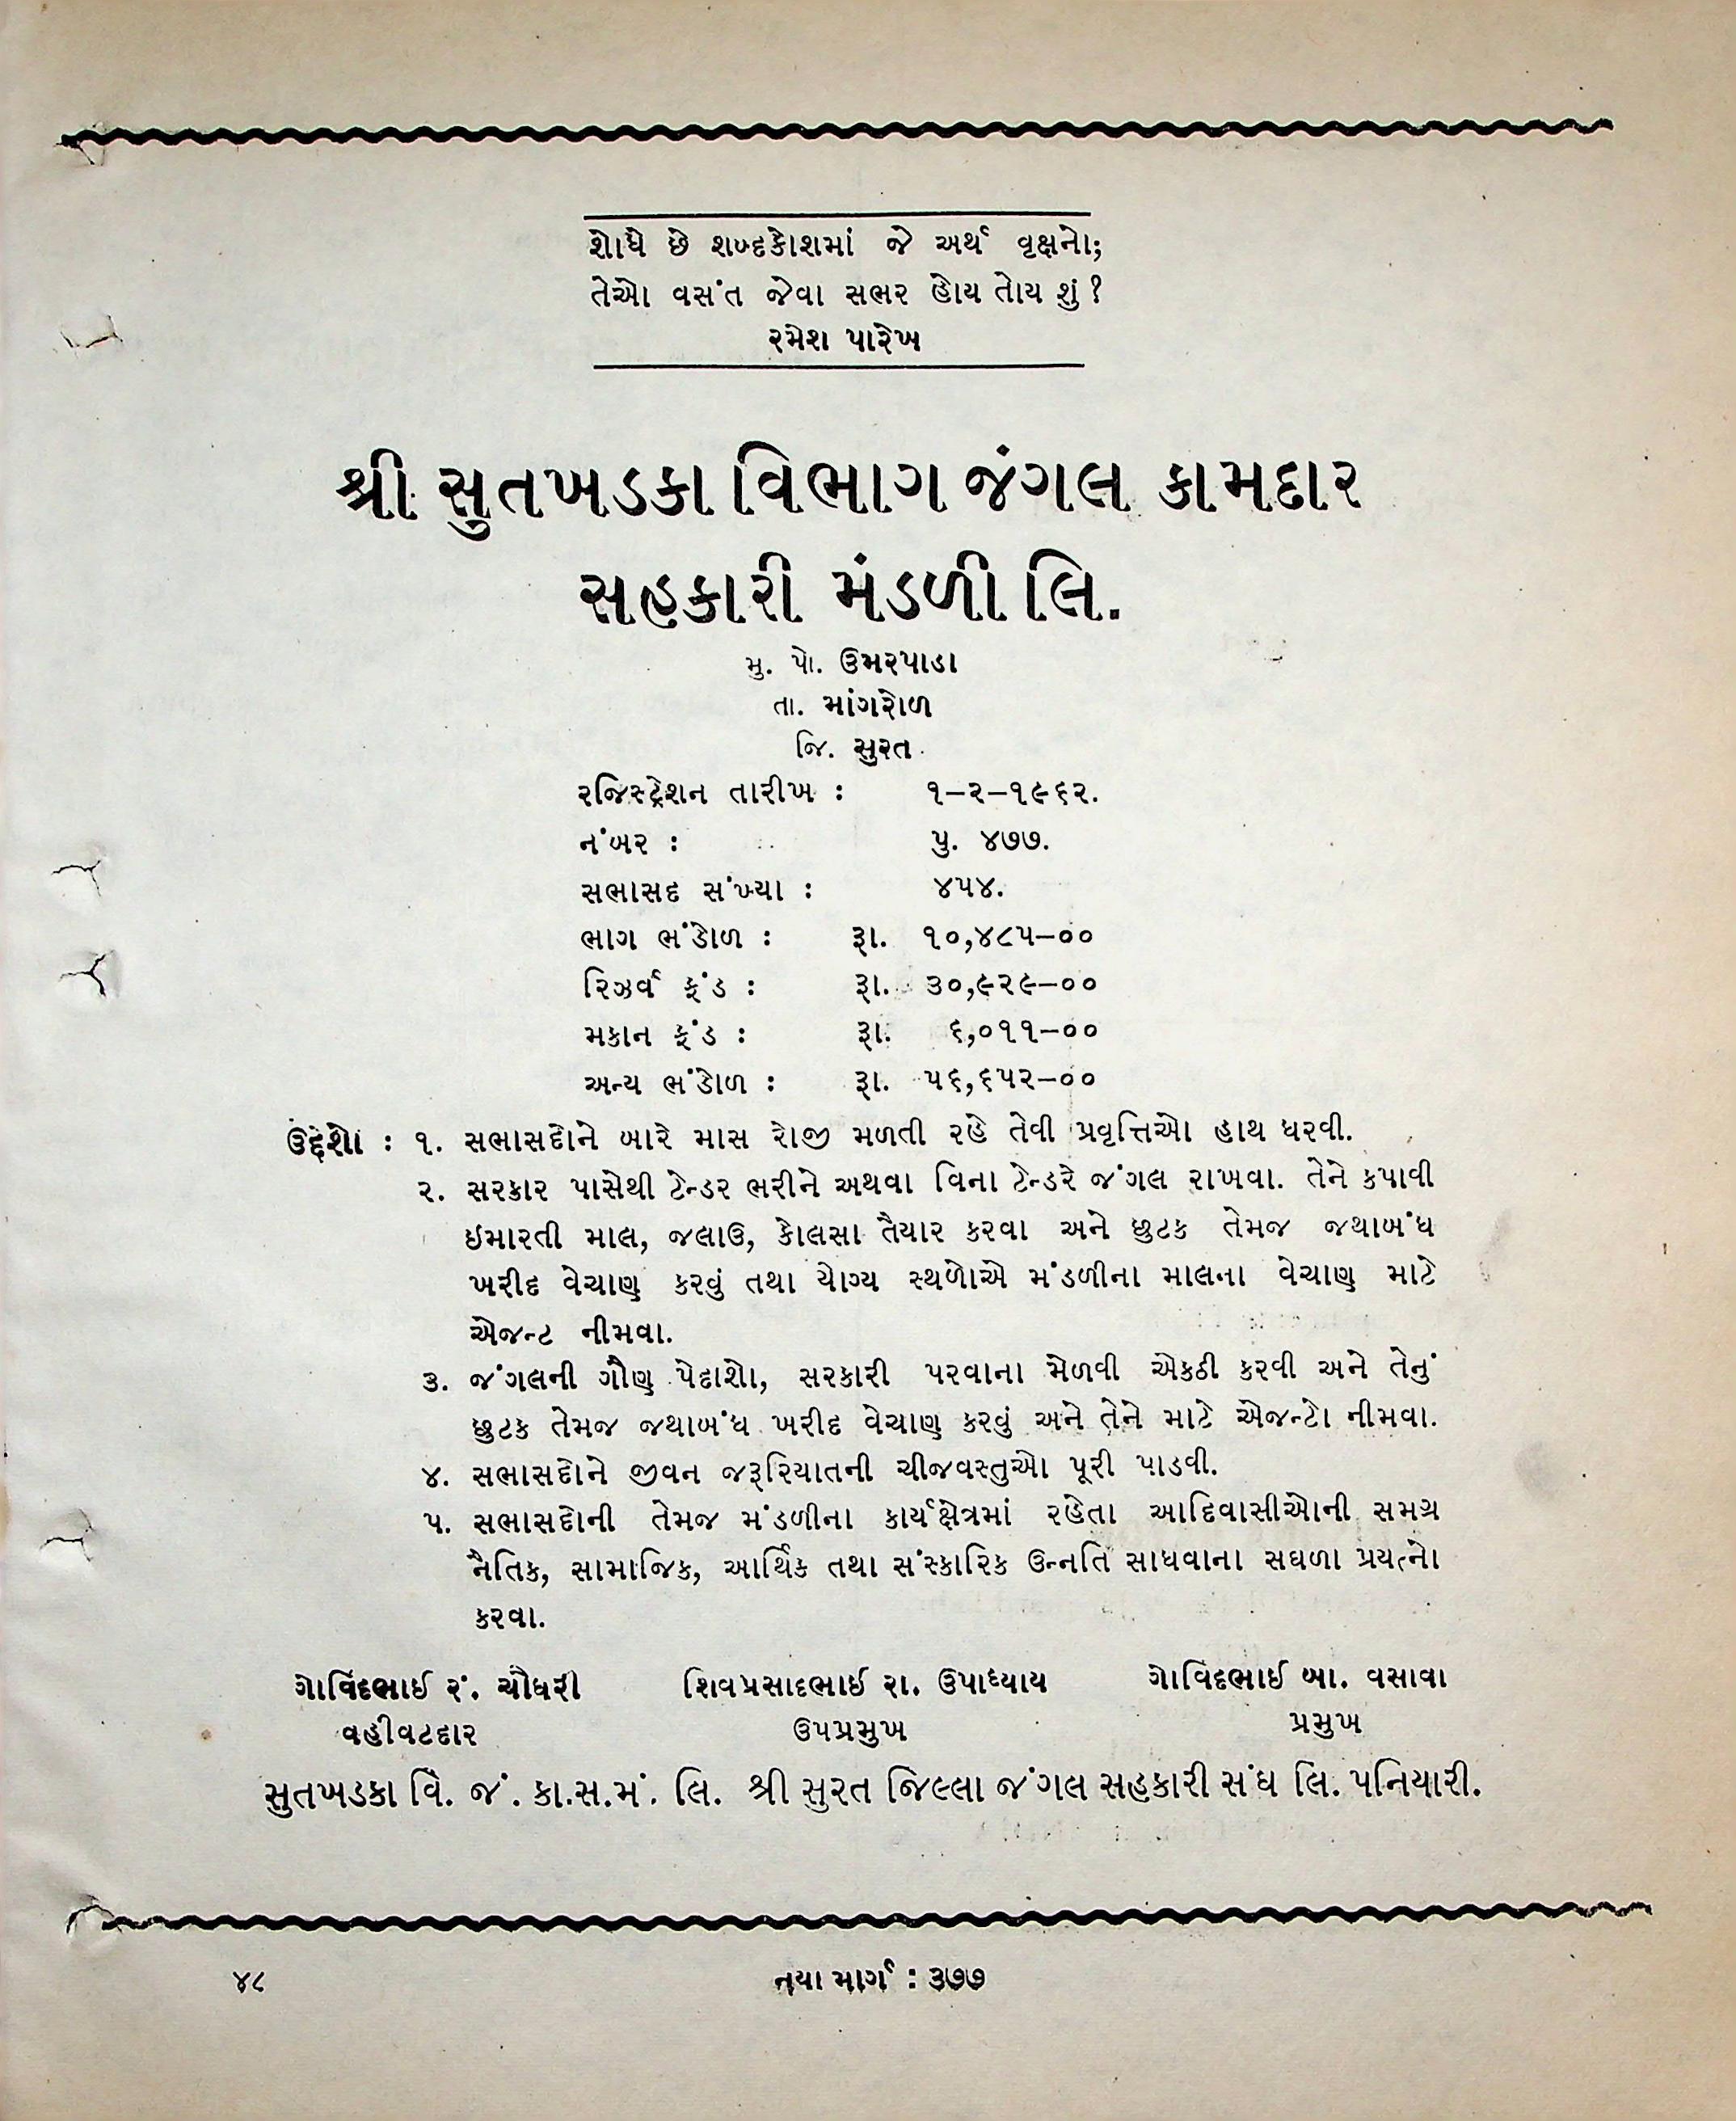 શોધે છે શબ્દકોશમાં જે અર્થ વૃક્ષનો;
તેઓ વસંત જેવા સભર હોય તોય શું ?
રમેશ પારેખ
શ્રી સુતખડકા વિભાગ જંગલ કામદાર
સહકારી મંડળી લિ.
મુ. પો. ઉમરપાડા
તા. માંગરોળ
જિ. સુરત
રજિસ્ટ્રેશન તારીખ : ૧–૨–૧૯૬૨.
નંબર : પુ. ૪૭૭.
સભાસદ સંખ્યા : ૪૫૪.
ભાગ ભંડોળ : રૂા. ૧૦,૪૮૫–૦૦
રિઝર્વ ફંડ : રૂા. ૩૦,૯૨૯–૦૦
મકાન ફંડ : રૂા. ૬,૦૧૧–૦૦
અન્ય ભંડોળ : રૂા. ૫૬,૬૫૨–૦૦
ઉદ્દેશો : ૧. સભાસદોને બારે માસ રોજી મળતી રહે તેવી પ્રવૃત્તિઓ હાથ ધરવી.
૨. સરકાર પાસેથી ટેન્ડર ભરીને અથવા વિના ટેન્ડરે જંગલ રાખવા. તેને કપાવી
ઇમારતી માલ, જલાઉ, કોલસા તૈયાર કરવા અને છુટક તેમજ જથાબંધ
ખરીદ વેચાણ કરવું તથા યોગ્ય સ્થળોએ મંડળીના માલના વેચાણ માટે
એજન્ટ નીમવા.
૩. જંગલની ગૌણ પેદાશો, સરકારી પરવાના મેળવી એકઠી કરવી અને તેનું
છુટક તેમજ જથાબંધ ખરીદ વેચાણ કરવું અને તેને માટે એજન્ટો નીમવા.
૪. સભાસદોને જીવન જરૂરિયાતની ચીજવસ્તુઓ પૂરી પાડવી.
૫. સભાસદોની તેમજ મંડળીના કાર્યક્ષેત્રમાં રહેતા આદિવાસીઓની સમગ્ર
નૈતિક, સામાજિક, આર્થિક તથા સંસ્કારિક ઉન્નતિ સાધવાના સઘળા પ્રયત્નો
કરવા.
ગોવિંદભાઈ રં. ચૌધરી શિવપ્રસાદભાઈ રા. ઉપાધ્યાય ગોવિંદભાઈ બા. વસાવા
વહીવટદાર ઉપપ્રમુખ પ્રમુખ
સુતખડકા વિ. જં. કા.સ.મં. લિ. શ્રી સુરત જિલ્લા જંગલ સહકારી સંઘ લિ. પનિયારી.
૪૮ નયા માર્ગ : ૩૭૭